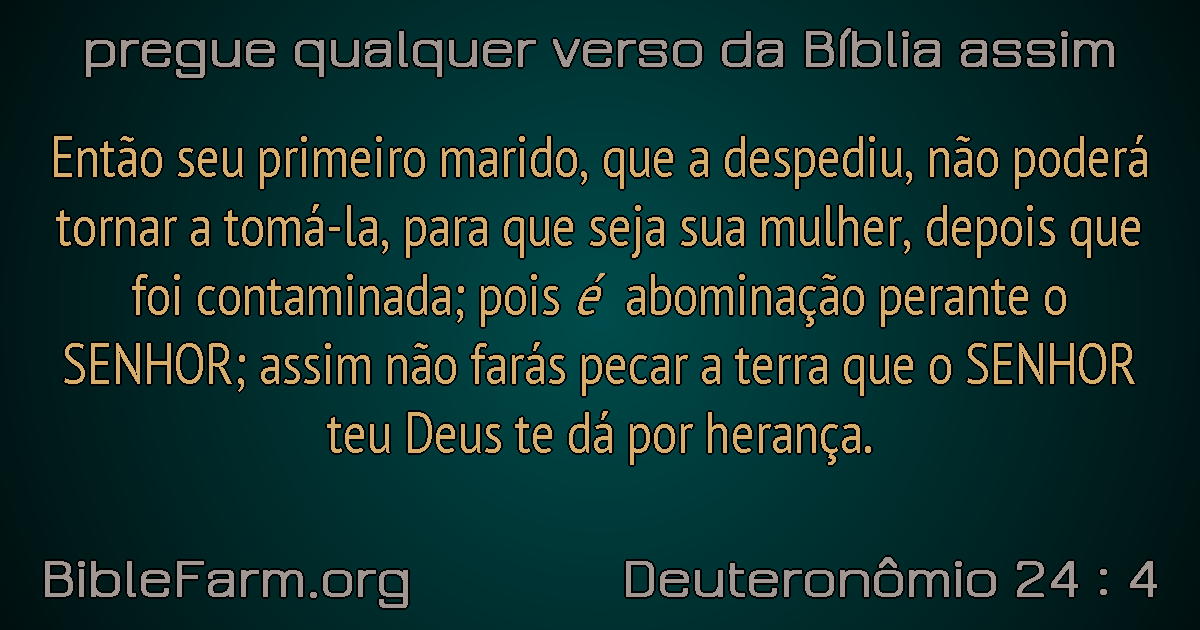 pregue qualquer verso da Bíblia assim
Então seu primeiro marido, que a despediu, não poderá
tornar a tomá-la, para que seja sua mulher, depois que
foi contaminada; pois é abominação perante o
SENHOR; assim não farás pecar a terra que o SENHOR
teu Deus te dá por herança.
BibleFarm.org
Deuteronômio 24 : 4